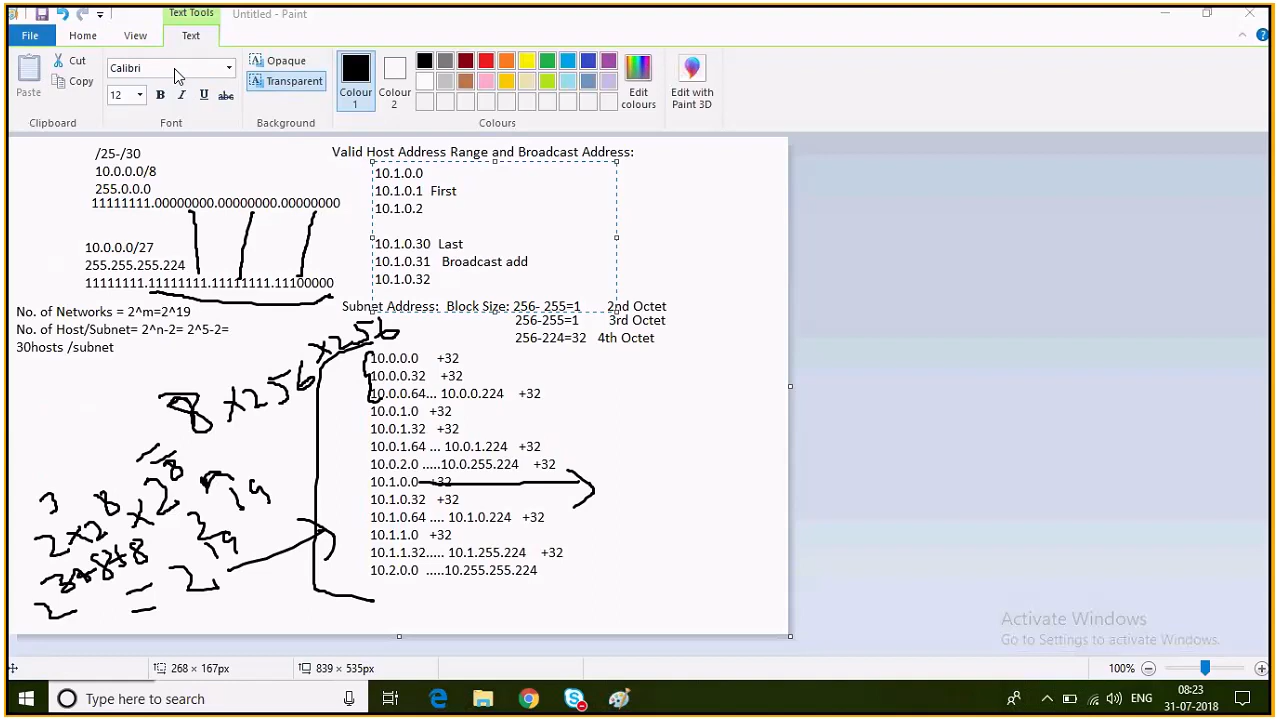 Text Tools
Untitled - Paint
File
Home
View
Text
Paste
Cut
Copy
Clipboard
Calibri
12
B I U abc
Font
Opaque
Transparent
Background
Colour 1
Colour 2
Edit colours
Edit with Paint 3D
Colours
/25-/30
10.0.0.0/8
255.0.0.0
11111111.00000000.00000000.00000000
10.0.0.0/27
255.255.255.224
11111111.11111111.11111111.11100000
No. of Networks = 2^m=2^19
No. of Host/Subnet= 2^n-2= 2^5-2=
30hosts /subnet
Valid Host Address Range and Broadcast Address:
10.1.0.0
10.1.0.1 First
10.1.0.2
10.1.0.30 Last
10.1.0.31 Broadcast add
10.1.0.32
Subnet Address: Block Size: 256- 255=1 2nd Octet
256-255=1 3rd Octet
256-224=32 4th Octet
10.0.0.0 +32
10.0.0.32 +32
10.0.0.64... 10.0.0.224 +32
10.0.1.0 +32
10.0.1.32 +32
10.0.1.64 ... 10.0.1.224 +32
10.0.2.0 .....10.0.255.224 +32
10.1.0.0 +32
10.1.0.32 +32
10.1.0.64 .... 10.1.0.224 +32
10.1.1.0 +32
10.1.1.32..... 10.1.255.224 +32
10.2.0.0 .....10.255.255.224
8 x256 x256
3 8 8
2 x2 x2
3+8+8
2 =
19
2
Activate Windows
Go to Settings to activate Windows.
268 × 167px
839 × 535px
100%
Type here to search
ENG
08:23
31-07-2018